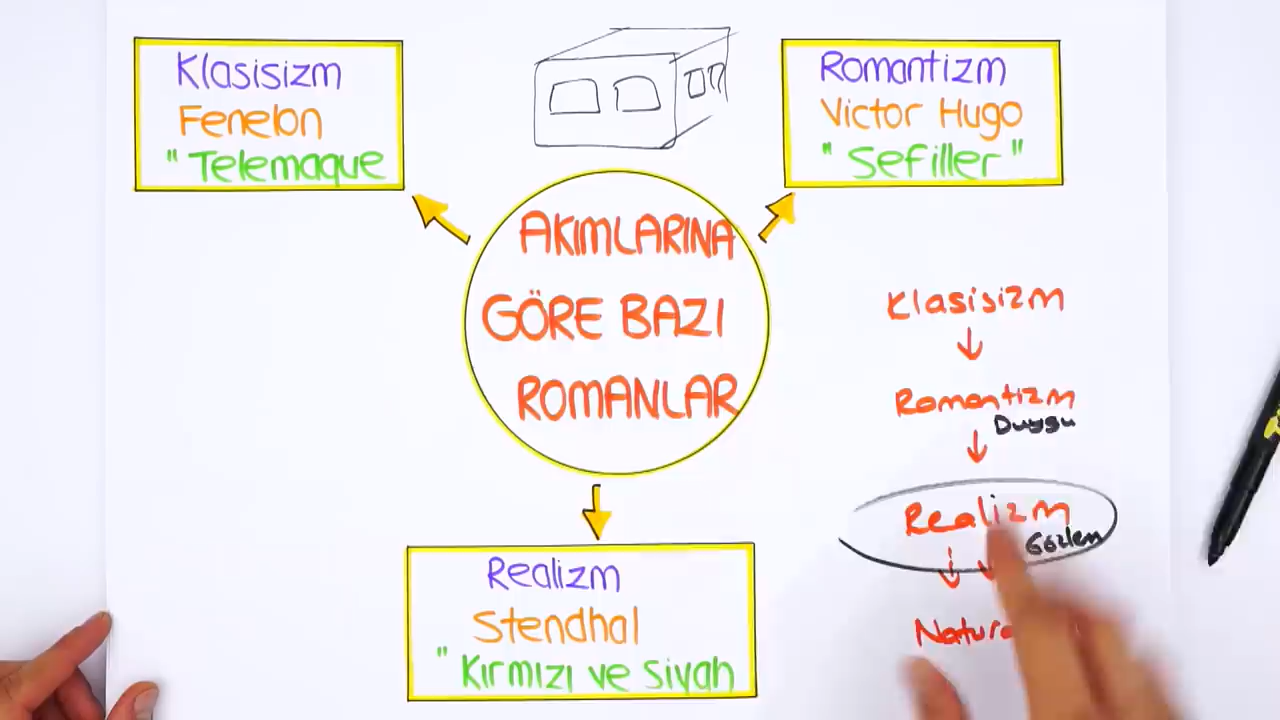 Klasisizm
Fenelon
"Telemaque
Romantizm
Victor Hugo
"Sefiller"
AKIMLARINA
GÖRE BAZI
ROMANLAR
Klasisizm
Romantizm
Duygu
Realizm
Gözlem
Realizm
Stendhal
"Kırmızı ve Siyah